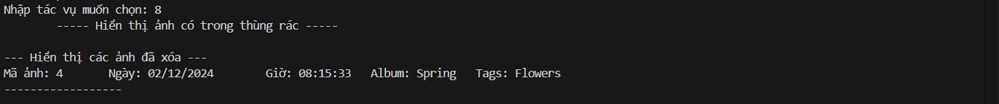 Nhập tác vụ muốn chọn: 8
----- Hiển thị ảnh có trong thùng rác -----
--- Hiển thị các ảnh đã xóa ---
Mã ảnh: 4 Ngày: 02/12/2024 Giờ: 08:15:33 Album: Spring Tags: Flowers
------------------